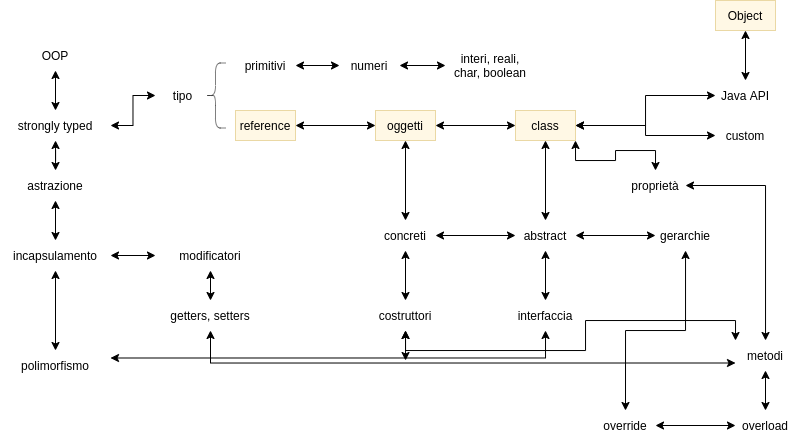 Object
OOP
primitivi
numeri
interi, reali,
char, boolean
tipo
Java API
strongly typed
reference
oggetti
class
custom
astrazione
proprietà
concreti
abstract
gerarchie
incapsulamento
modificatori
getters, setters
costruttori
interfaccia
metodi
polimorfismo
override
overload